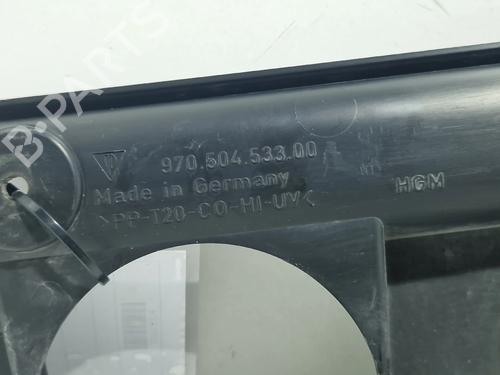 B-PARTS
970.504.533.00
Made in Germany
>PP-T20-CO-HI-UV<
HGM